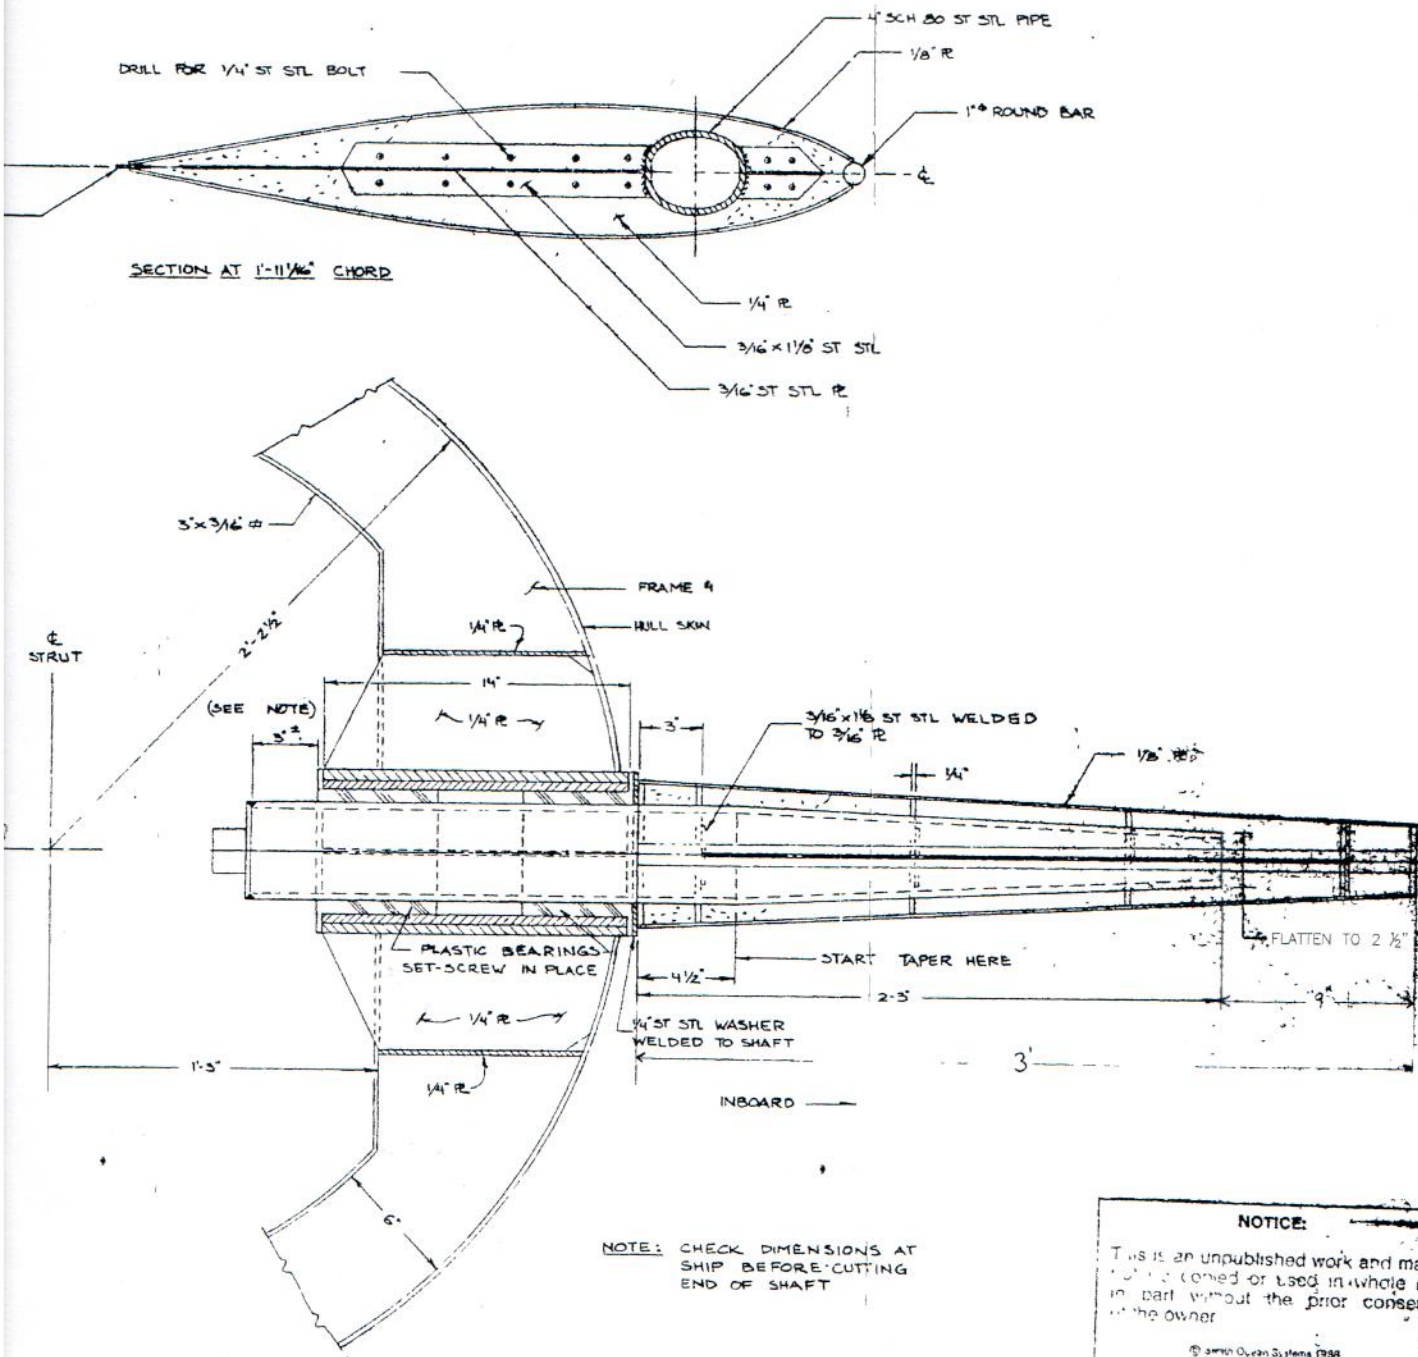 4" SCH 80 ST STL PIPE
1/8" PL
DRILL FOR 1/4" ST STL BOLT
1"φ ROUND BAR
CL
SECTION AT 1'-11 1/16" CHORD
1/4" PL
3/16" x 1 1/8" ST STL
3/16" ST STL PL
3" x 3/16"
FRAME 4
HULL SKIN
1/4" PL
2'-2 1/2"
CL
STRUT
14"
(SEE NOTE)
3"±
1/4" PL
3"
3/16" x 1 1/8 ST STL WELDED
TO 3/16" PL
1/4"
1/8"
PLASTIC BEARINGS
SET-SCREW IN PLACE
FLATTEN TO 2 ½"
START TAPER HERE
4 1/2"
2-3"
9"
1/4" PL
1/4" ST STL WASHER
WELDED TO SHAFT
3'
1'-3"
1/4" PL
INBOARD
6"
NOTE: CHECK DIMENSIONS AT
SHIP BEFORE CUTTING
END OF SHAFT
NOTICE:
This is an unpublished work and
copied or used in whole
in part without the prior
of the owner
© Ocean Systems 1988